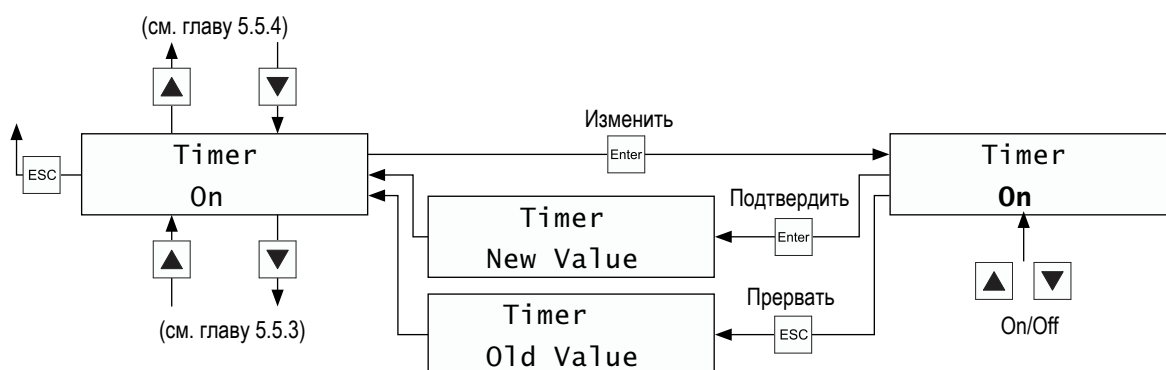 (см. главу 5.5.4)
Изменить
ESC
Timer
On
Enter
Timer
On
Подтвердить
Timer
New Value
Enter
Прервать
Timer
Old Value
ESC
(см. главу 5.5.3)
On/Off